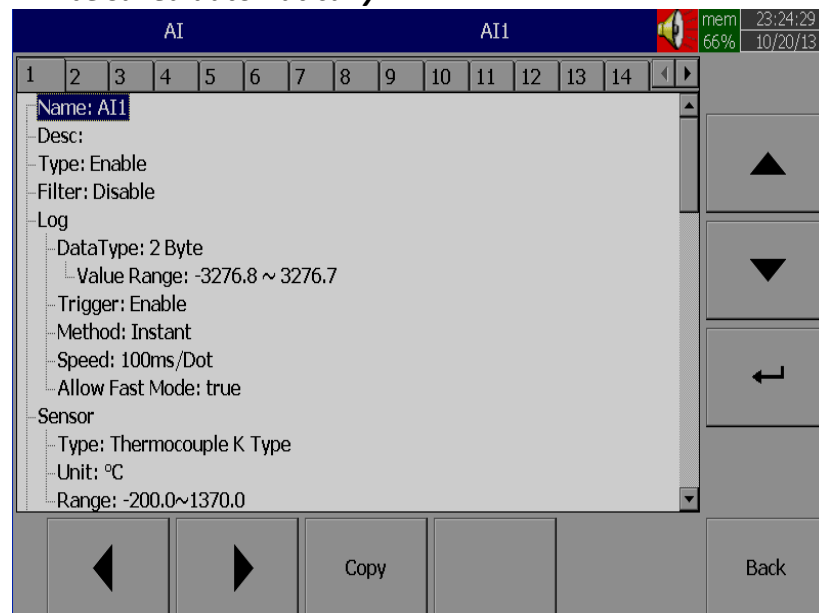 AI AI1 mem 23:24:29
66% 10/20/13
1 2 3 4 5 6 7 8 9 10 11 12 13 14
Name: AI1
Desc:
Type: Enable
Filter: Disable
Log
DataType: 2 Byte
Value Range: -3276.8 ~ 3276.7
Trigger: Enable
Method: Instant
Speed: 100ms/Dot
Allow Fast Mode: true
Sensor
Type: Thermocouple K Type
Unit: °C
Range: -200.0~1370.0
Copy Back